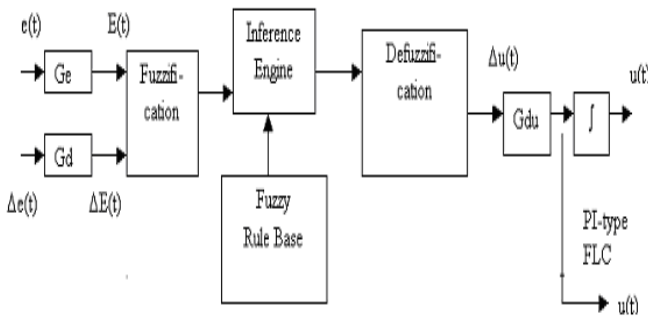 e(t)
E(t)
Ge
Gd
Δe(t)
ΔE(t)
Fuzzifi-
cation
Inference
Engine
Fuzzy
Rule Base
Defuzzifi-
cation
Δu(t)
Gdu
∫
u(t)
PI-type
FLC
u(t)